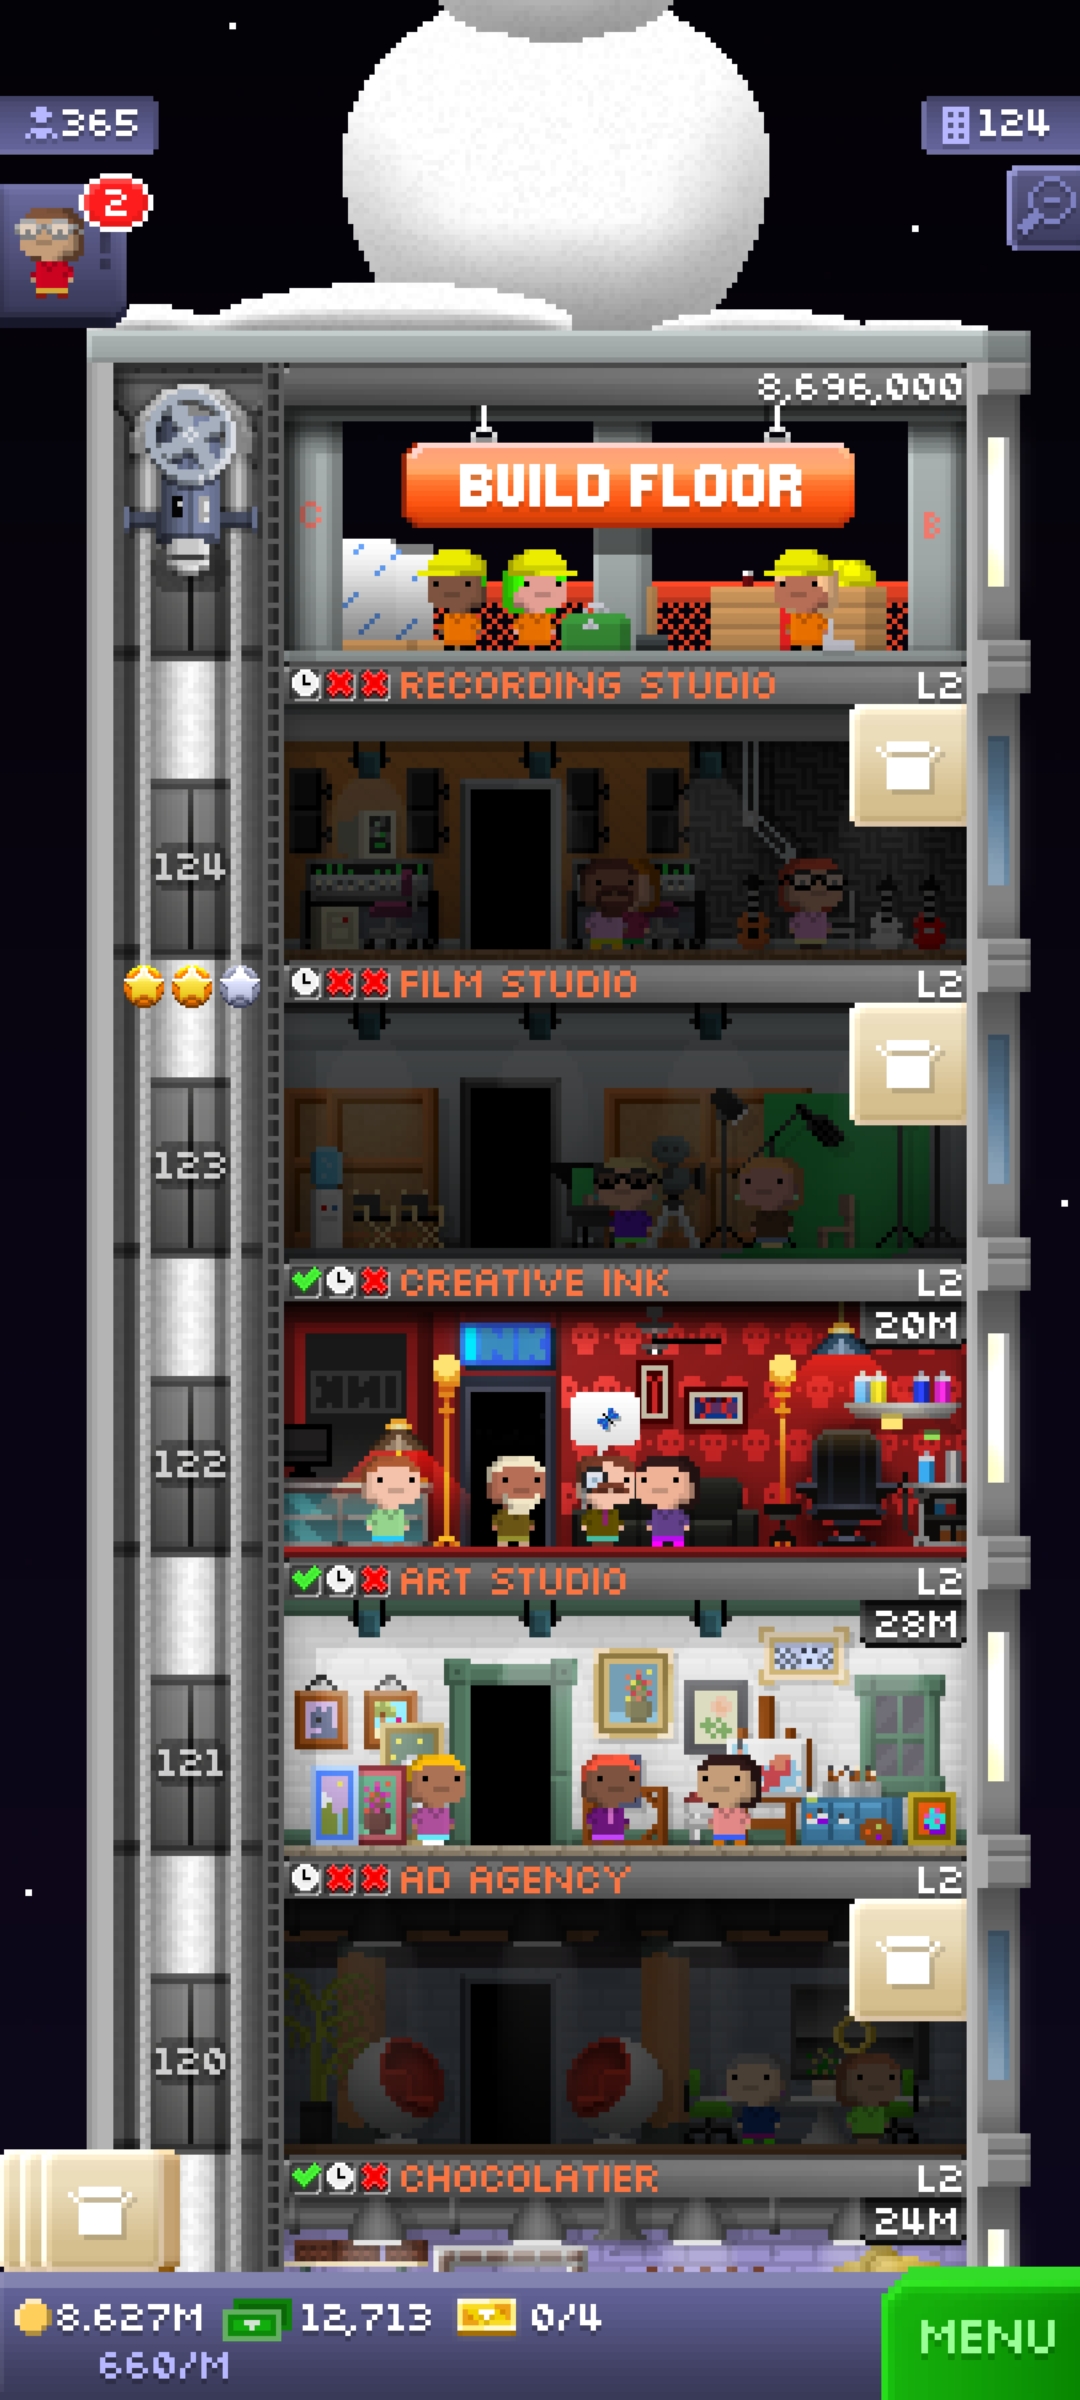 365
124
2
8,696,000
BUILD FLOOR
C
B
RECORDING STUDIO L2
124
FILM STUDIO L2
123
CREATIVE INK L2
20M
INK
122
ART STUDIO L2
28M
121
AD AGENCY L2
120
CHOCOLATIER L2
24M
8.627M 12,713 0/4
660/M
MENU